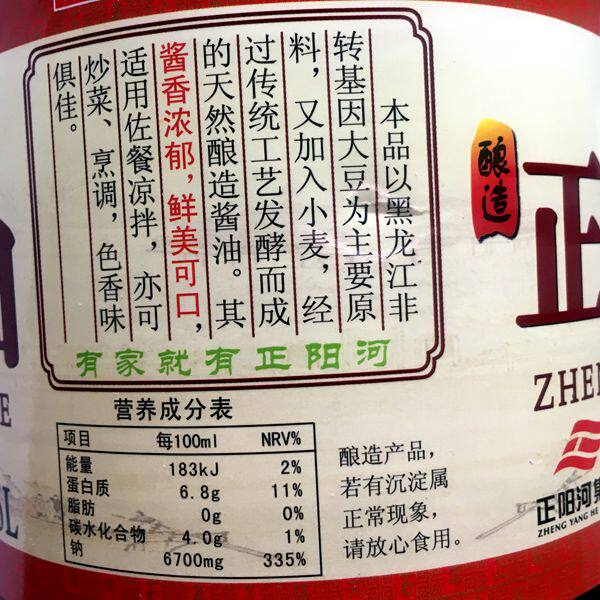 本品以黑龙江非
转基因大豆为主要原
料，又加入小麦，经
过传统工艺发酵而成
的天然酿造酱油。其
酱香浓郁，鲜美可口，
适用佐餐凉拌，亦可
炒菜、烹调，色香味
俱佳。
有家就有正阳河
营养成分表
项目 每100ml NRV%
能量 183kJ 2%
蛋白质 6.8g 11%
脂肪 0g 0%
碳水化合物 4.0g 1%
钠 6700mg 335%
酿造产品，
若有沉淀属
正常现象，
请放心食用。
酿造
正
ZHEN
正阳河集
ZHENG YANG HE